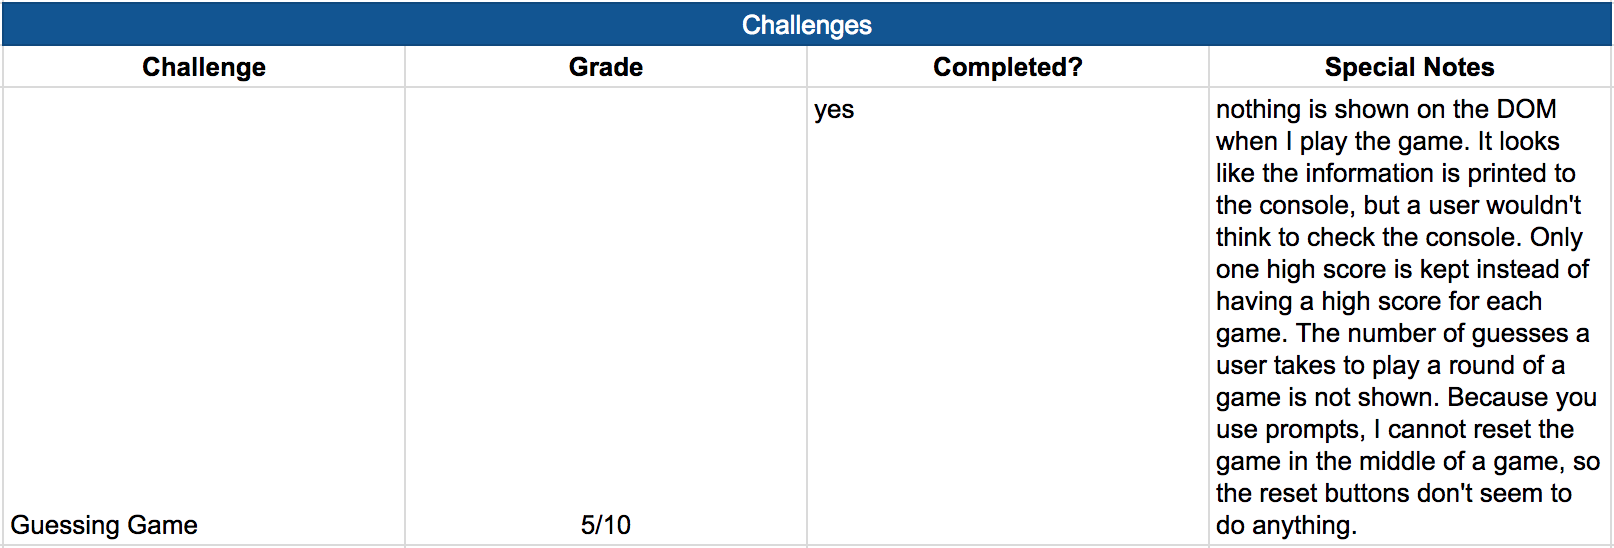 Challenges
Challenge Grade Completed? Special Notes
yes
nothing is shown on the DOM
when I play the game. It looks
like the information is printed to
the console, but a user wouldn't
think to check the console. Only
one high score is kept instead of
having a high score for each
game. The number of guesses a
user takes to play a round of a
game is not shown. Because you
use prompts, I cannot reset the
game in the middle of a game, so
the reset buttons don't seem to
do anything.
Guessing Game 5/10